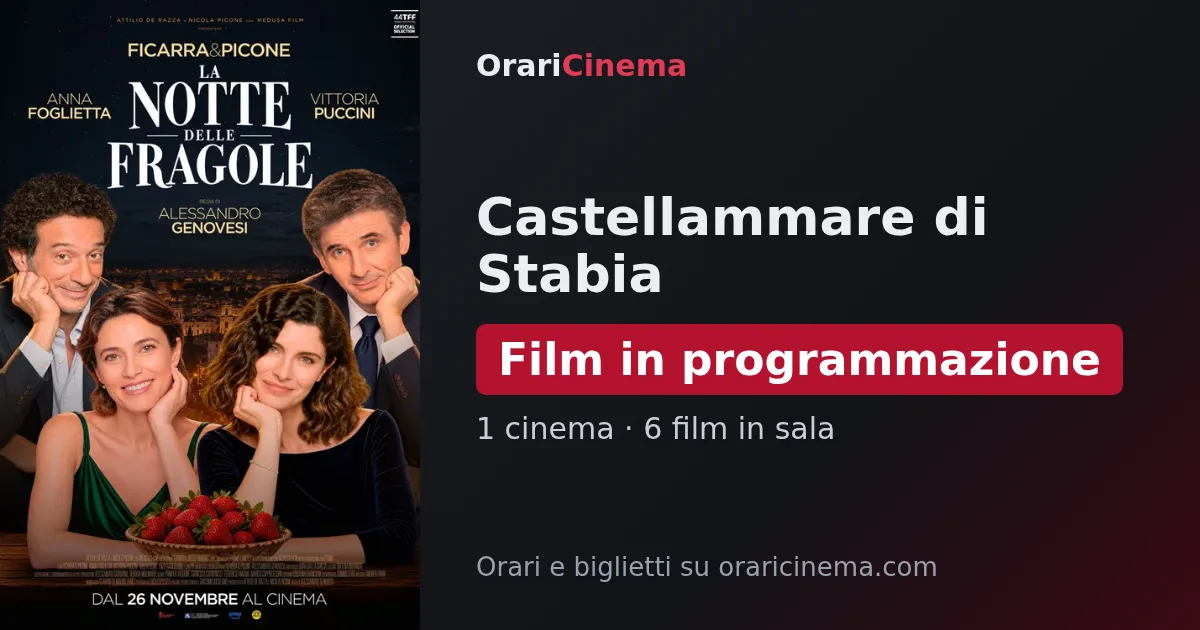 ATTILIO DE RAZZA e NICOLA PICONE con MEDUSA FILM
44TFF
OFFICIAL
SELECTION
FICARRA&PICONE
LA
NOTTE
DELLE
FRAGOLE
ANNA
FOGLIETTA
VITTORIA
PUCCINI
REGIA DI
ALESSANDRO
GENOVESI
DAL 26 NOVEMBRE AL CINEMA
OrariCinema
Castellammare di
Stabia
Film in programmazione
1 cinema · 6 film in sala
Orari e biglietti su oraricinema.com